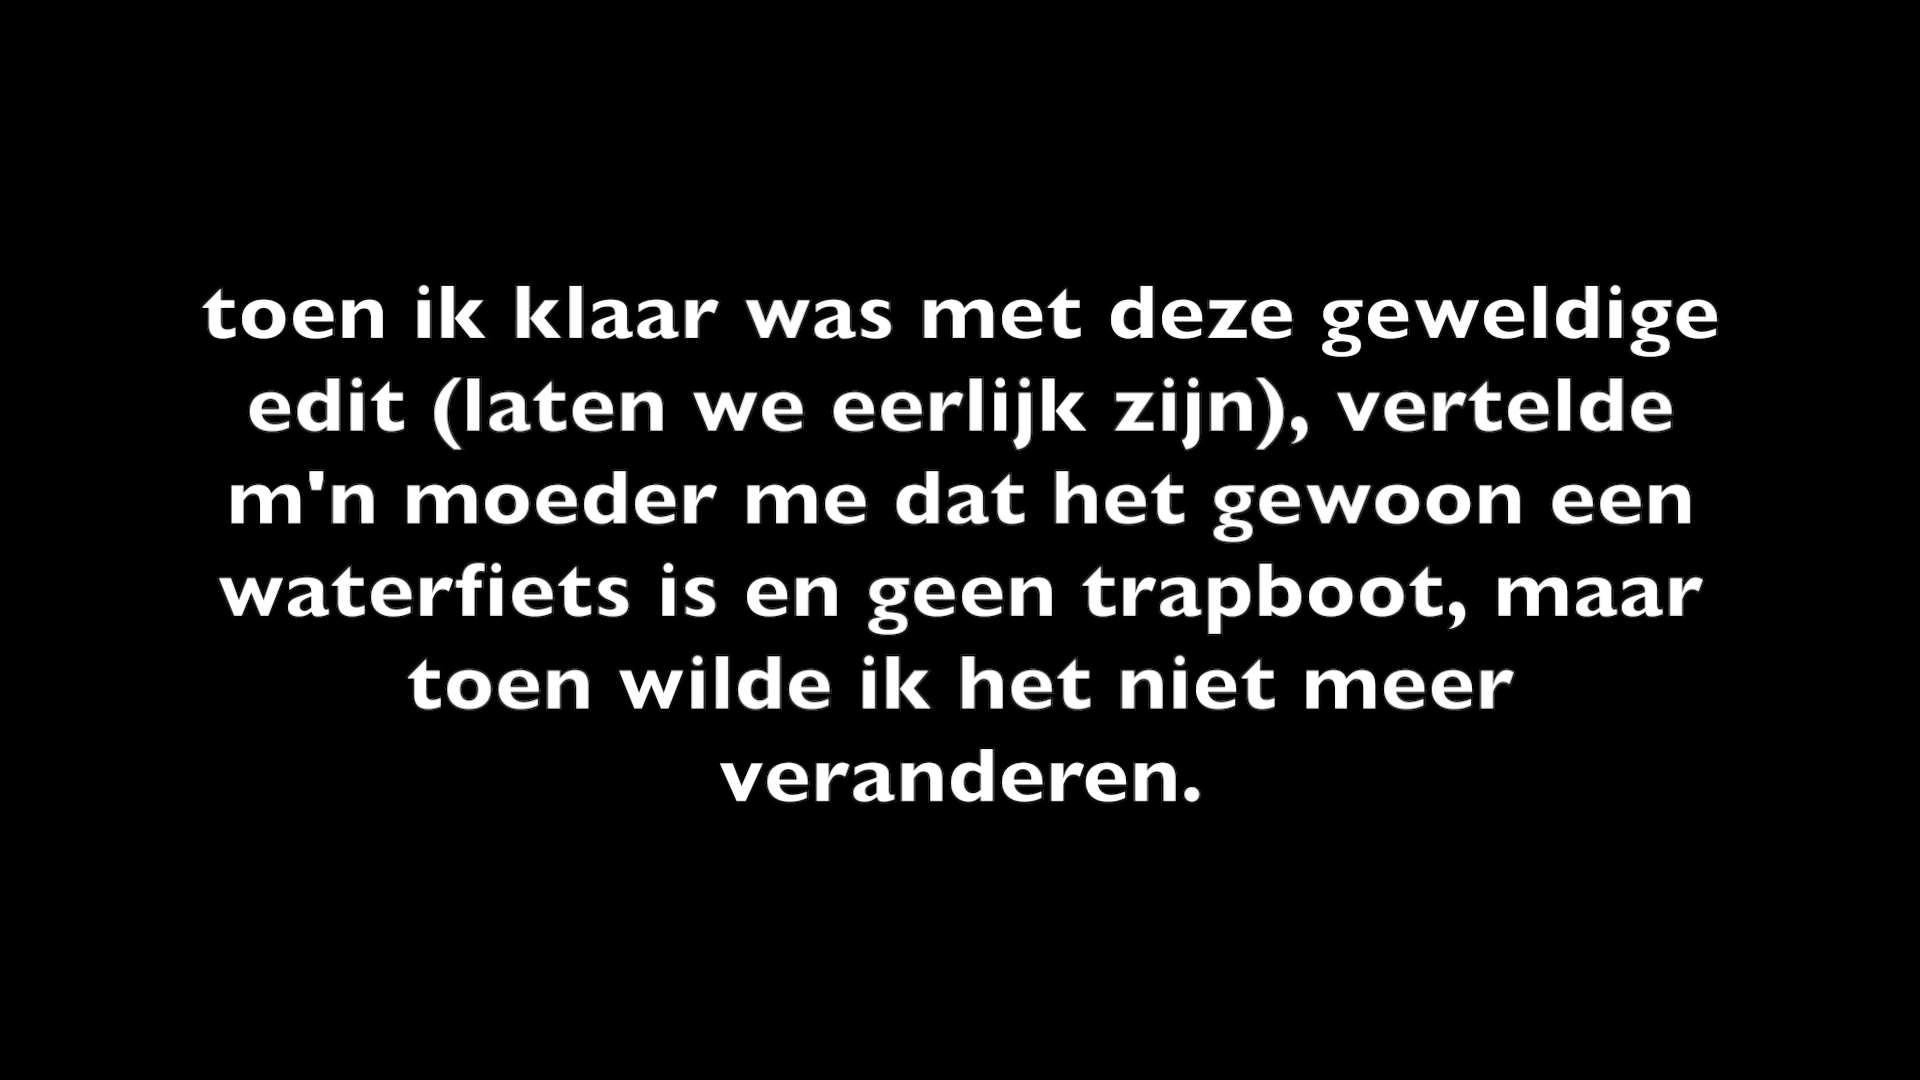 toen ik klaar was met deze geweldige
edit (laten we eerlijk zijn), vertelde
m'n moeder me dat het gewoon een
waterfiets is en geen trapboot, maar
toen wilde ik het niet meer
veranderen.